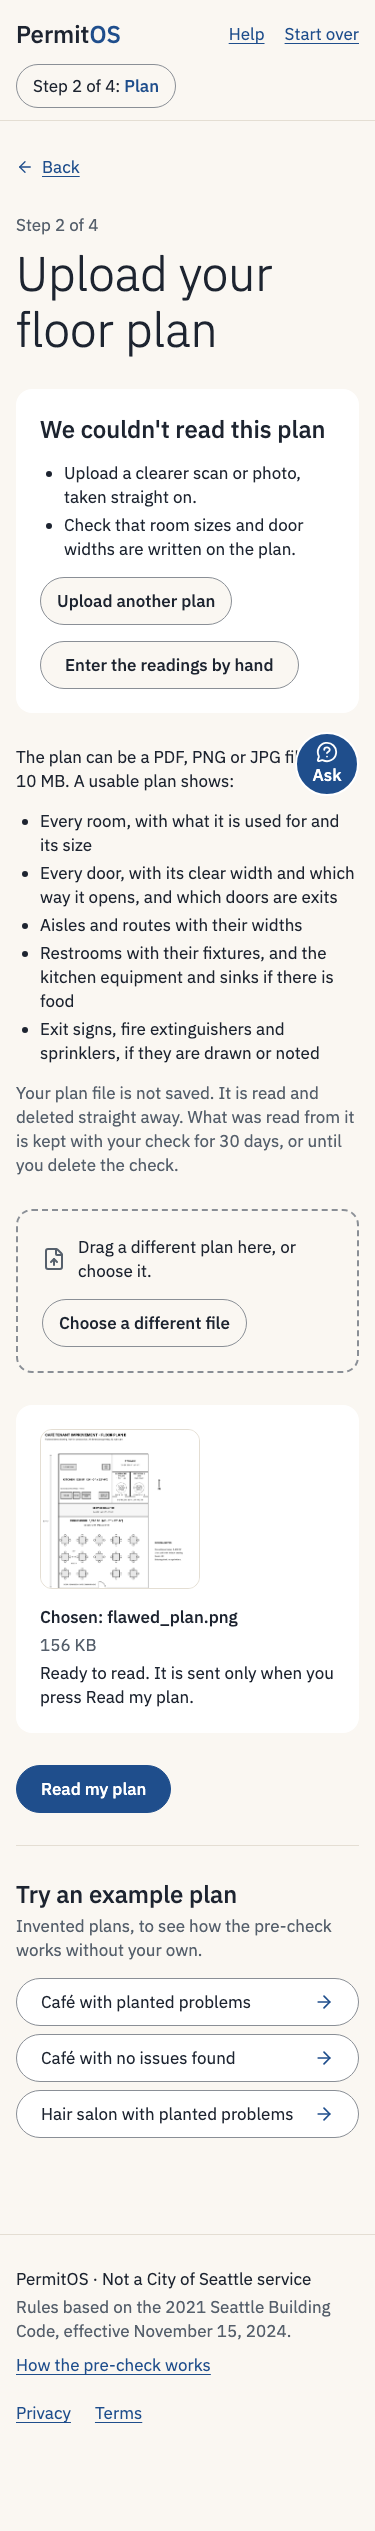 PermitOS
Help Start over
Step 2 of 4: Plan
Back
Step 2 of 4
Upload your
floor plan
We couldn't read this plan
Upload a clearer scan or photo,
taken straight on.
Check that room sizes and door
widths are written on the plan.
Upload another plan
Enter the readings by hand
The plan can be a PDF, PNG or JPG
Ask
10 MB. A usable plan shows:
Every room, with what it is used for and
its size
Every door, with its clear width and which
way it opens, and which doors are exits
Aisles and routes with their widths
Restrooms with their fixtures, and the
kitchen equipment and sinks if there is
food
Exit signs, fire extinguishers and
sprinklers, if they are drawn or noted
Your plan file is not saved. It is read and
deleted straight away. What was read from it
is kept with your check for 30 days, or until
you delete the check.
Drag a different plan here, or
choose it.
Choose a different file
CAFE TENANT IMPROVEMENT - FLOOR PLAN
Chosen: flawed_plan.png
156 KB
Ready to read. It is sent only when you
press Read my plan.
Read my plan
Try an example plan
Invented plans, to see how the pre-check
works without your own.
Café with planted problems
Café with no issues found
Hair salon with planted problems
PermitOS · Not a City of Seattle service
Rules based on the 2021 Seattle Building
Code, effective November 15, 2024.
How the pre-check works
Privacy Terms